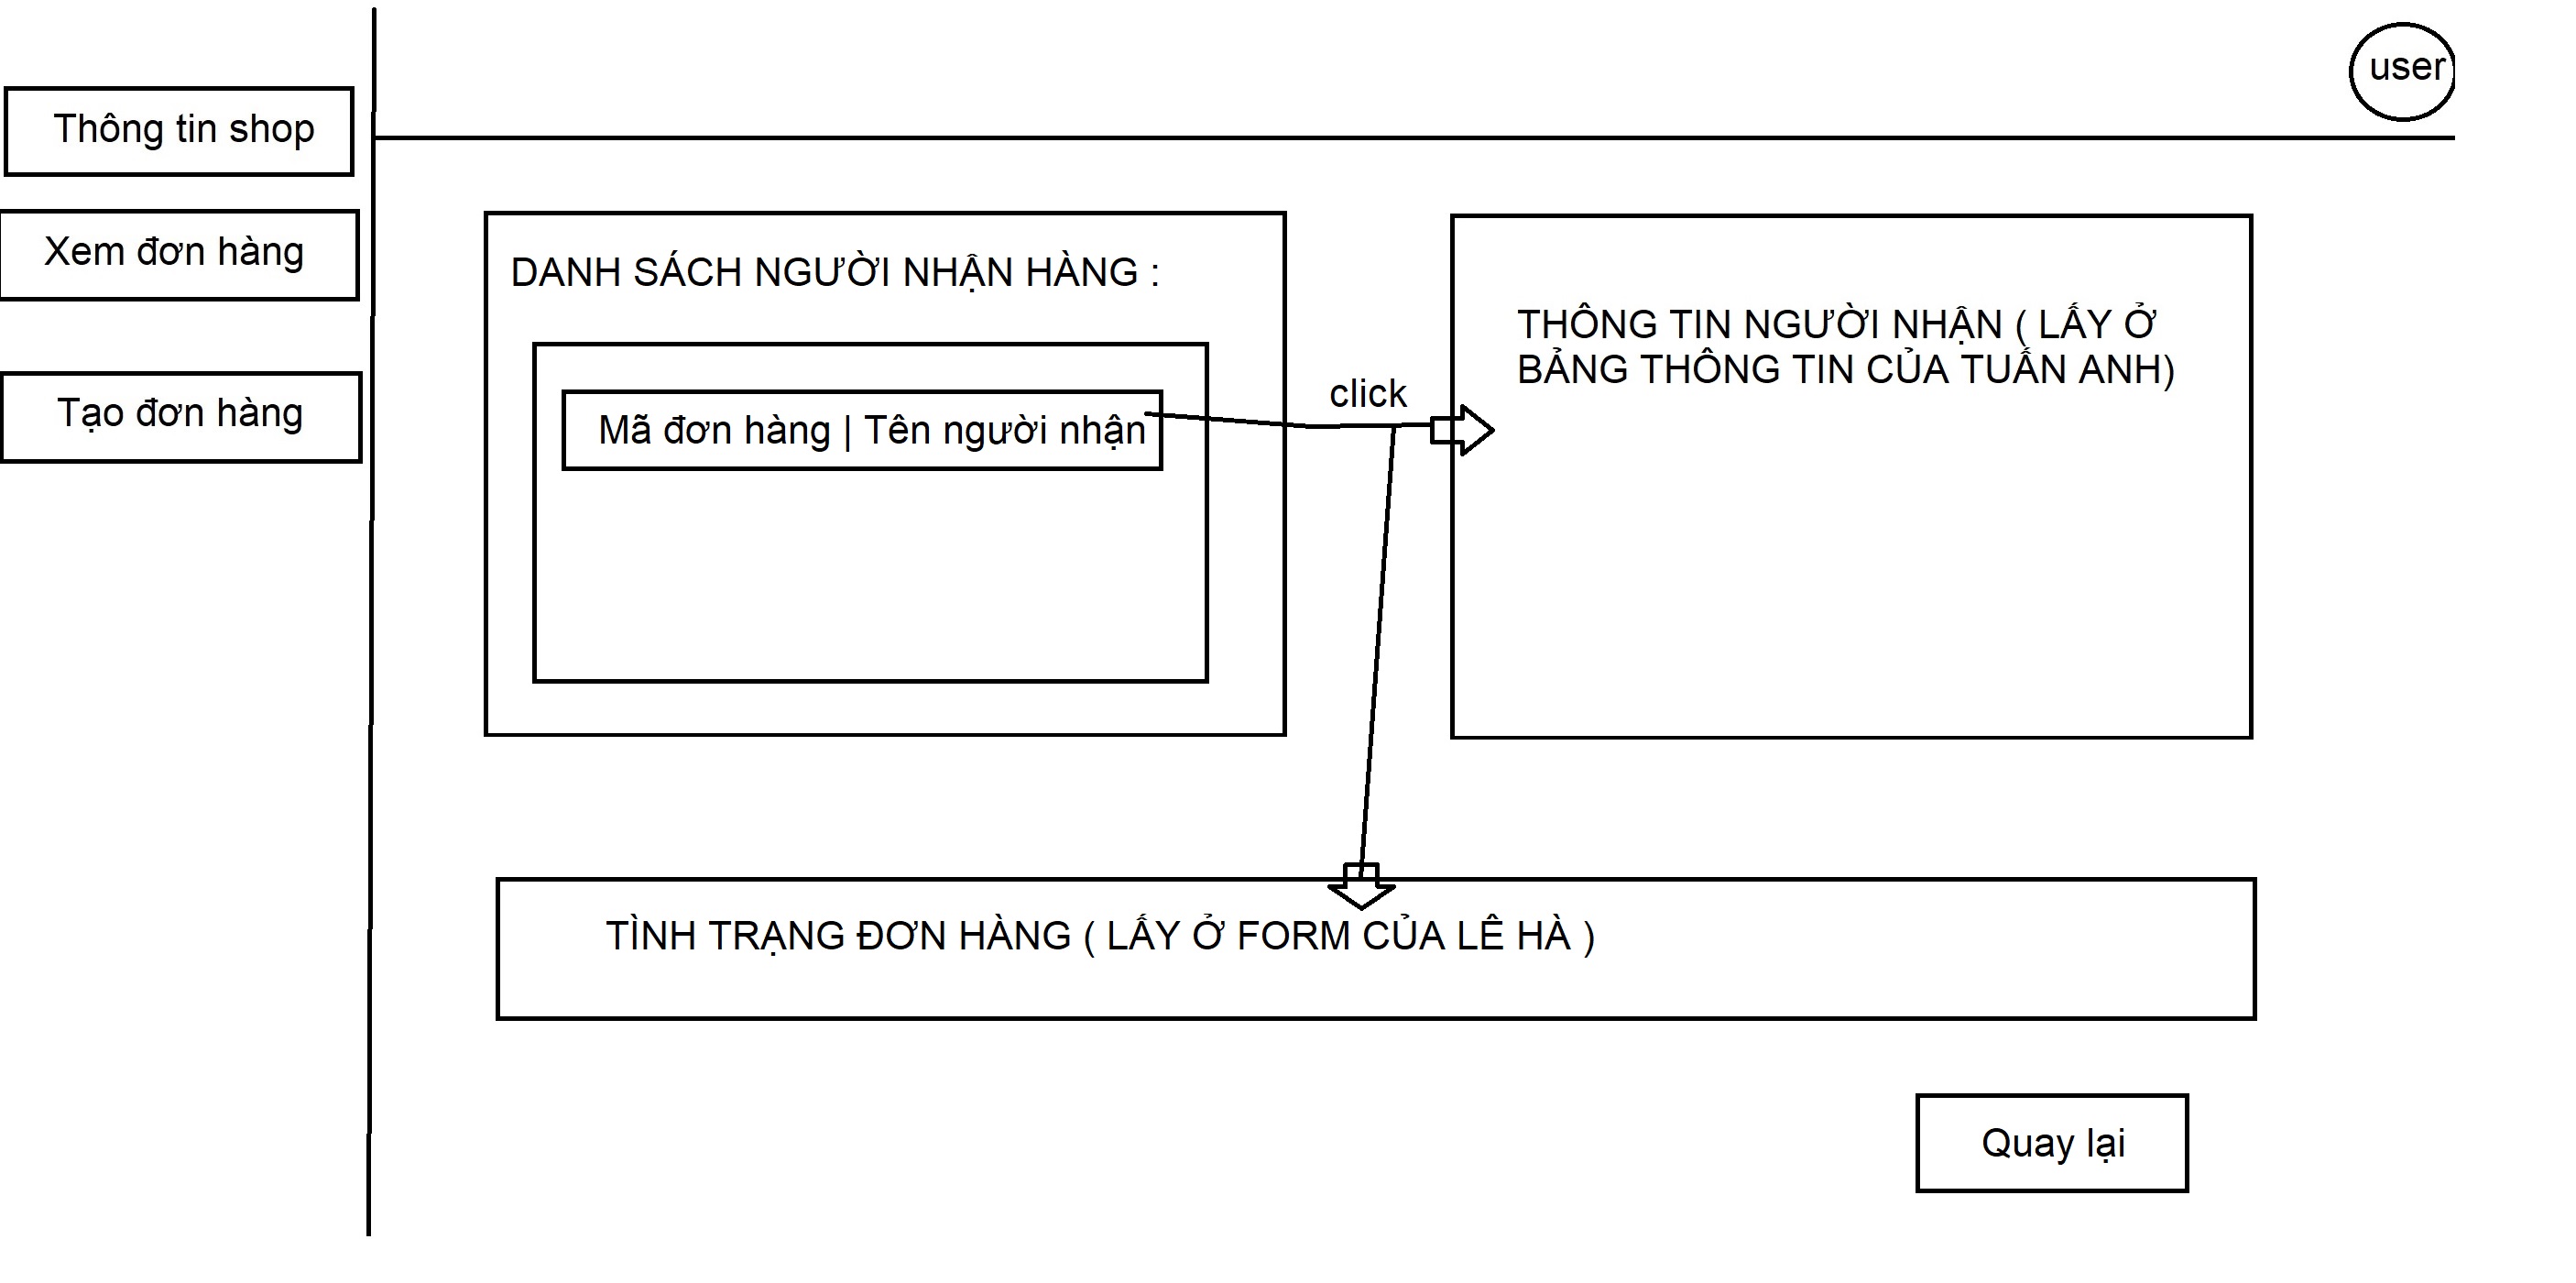 user
Thông tin shop
Xem đơn hàng
Tạo đơn hàng
DANH SÁCH NGƯỜI NHẬN HÀNG :
Mã đơn hàng | Tên người nhận
click
THÔNG TIN NGƯỜI NHẬN ( LẤY Ở
BẢNG THÔNG TIN CỦA TUẤN ANH)
TÌNH TRẠNG ĐƠN HÀNG ( LẤY Ở FORM CỦA LÊ HÀ )
Quay lại